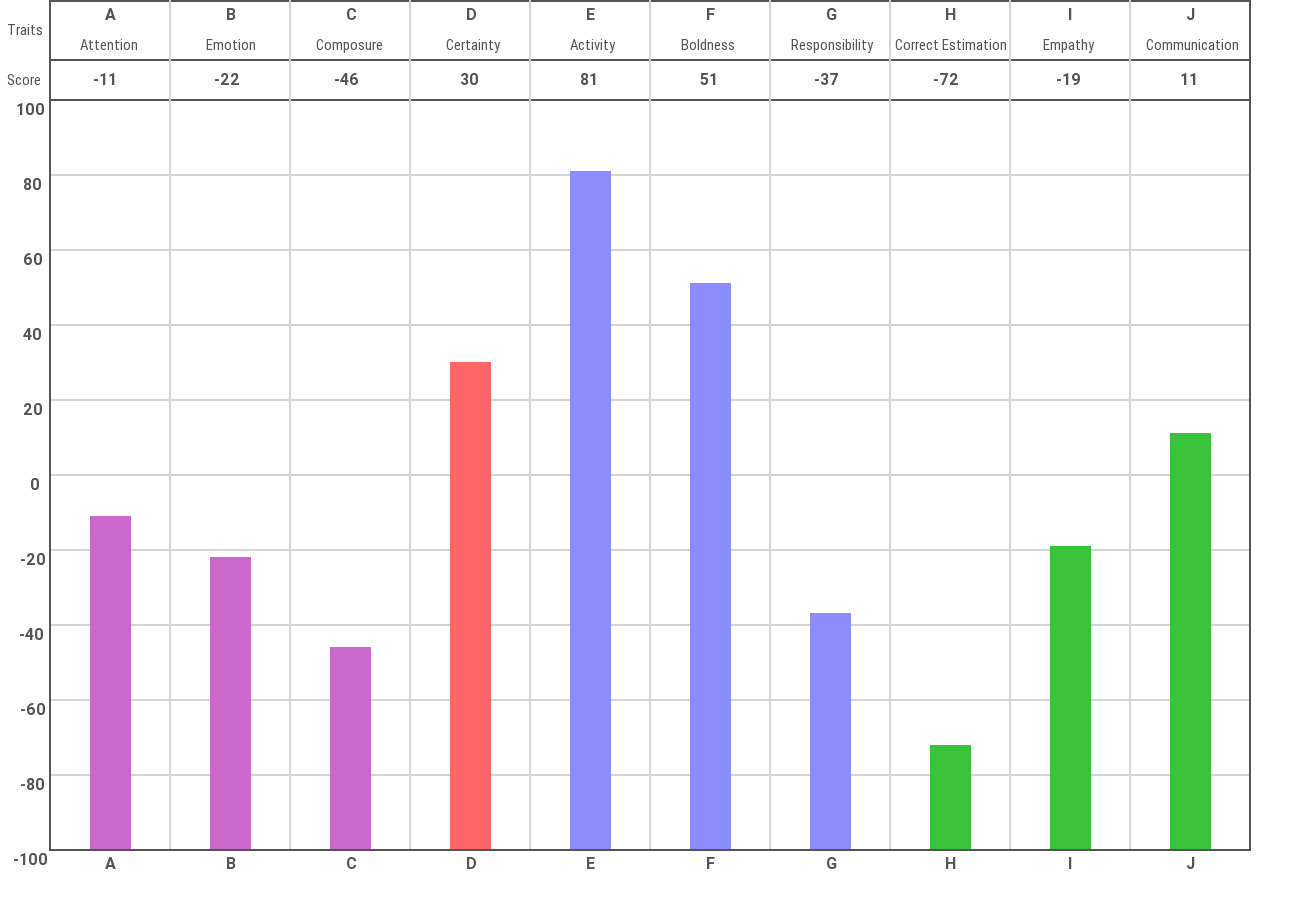 A B C D E F G H I J
Traits
Attention Emotion Composure Certainty Activity Boldness Responsibility Correct Estimation Empathy Communication
Score -11 -22 -46 30 81 51 -37 -72 -19 11
100
80
60
40
20
0
-20
-40
-60
-80
-100
A B C D E F G H I J